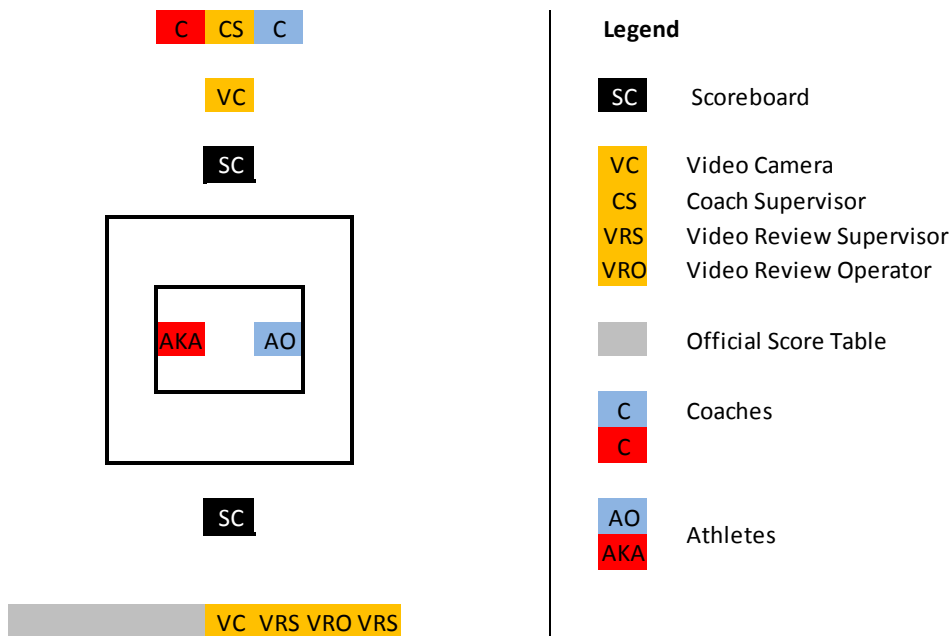 C CS C
VC
SC
AKA AO
SC
VC VRS VRO VRS
Legend
SC Scoreboard
VC Video Camera
CS Coach Supervisor
VRS Video Review Supervisor
VRO Video Review Operator
Official Score Table
C Coaches
C
AO
Athletes
AKA